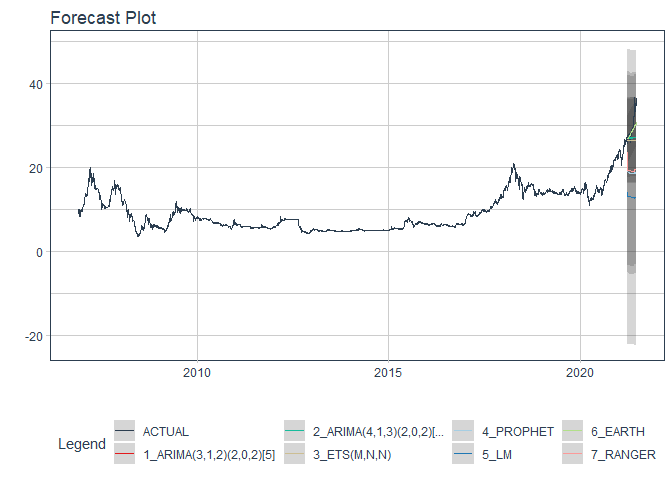 Forecast Plot
40
20
0
-20
2010 2015 2020
Legend
ACTUAL 2_ARIMA(4,1,3)(2,0,2)[... 4_PROPHET 6_EARTH
1_ARIMA(3,1,2)(2,0,2)[5] 3_ETS(M,N,N) 5_LM 7_RANGER